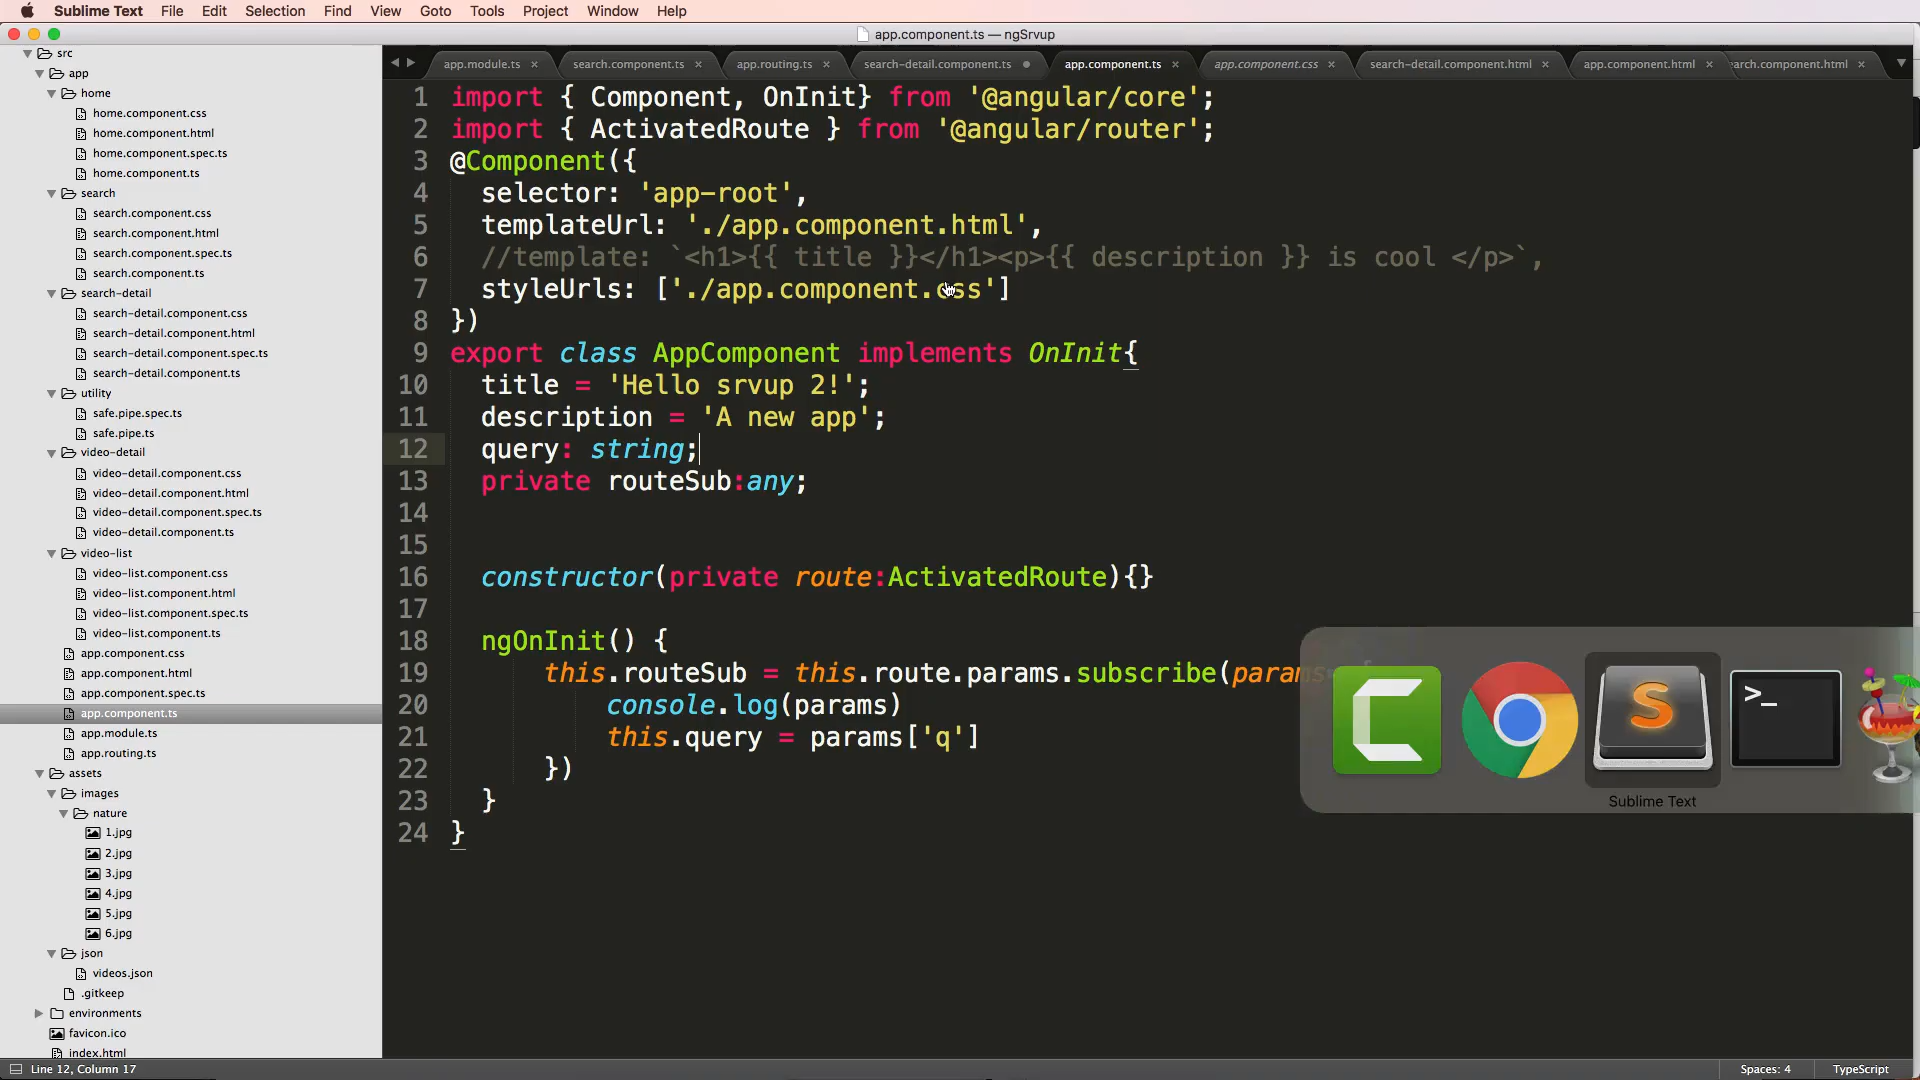 Sublime Text File Edit Selection Find View Goto Tools Project Window Help
app.component.ts — ngSrvup
app.module.ts × search.component.ts × app.routing.ts × search-detail.component.ts app.component.ts × app.component.css × search-detail.component.html × app.component.html × arch.component.html ×
src
app
home
home.component.css
home.component.html
home.component.spec.ts
home.component.ts
search
search.component.css
search.component.html
search.component.spec.ts
search.component.ts
search-detail
search-detail.component.css
search-detail.component.html
search-detail.component.spec.ts
search-detail.component.ts
utility
safe.pipe.spec.ts
safe.pipe.ts
video-detail
video-detail.component.css
video-detail.component.html
video-detail.component.spec.ts
video-detail.component.ts
video-list
video-list.component.css
video-list.component.html
video-list.component.spec.ts
video-list.component.ts
app.component.css
app.component.html
app.component.spec.ts
app.component.ts
app.module.ts
app.routing.ts
assets
images
nature
1.jpg
2.jpg
3.jpg
4.jpg
5.jpg
6.jpg
json
videos.json
.gitkeep
environments
favicon.ico
index.html
1 import { Component, OnInit} from '@angular/core';
2 import { ActivatedRoute } from '@angular/router';
3 @Component({
4 selector: 'app-root',
5 templateUrl: './app.component.html',
6 //template: `<h1>{{ title }}</h1><p>{{ description }} is cool </p>`,
7 styleUrls: ['./app.component.css']
8 })
9 export class AppComponent implements OnInit{
10 title = 'Hello srvup 2!';
11 description = 'A new app';
12 query: string;
13 private routeSub:any;
14
15
16 constructor(private route:ActivatedRoute){}
17
18 ngOnInit() {
19 this.routeSub = this.route.params.subscribe(params
20 console.log(params)
21 this.query = params['q']
22 })
23 }
24 }
Sublime Text
Line 12, Column 17
Spaces: 4 TypeScript